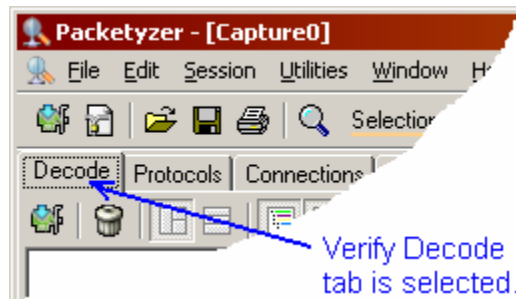 Packetyzer - [Capture0]
File Edit Session Utilities Window
Selection
Decode Protocols Connections
Verify Decode
tab is selected.